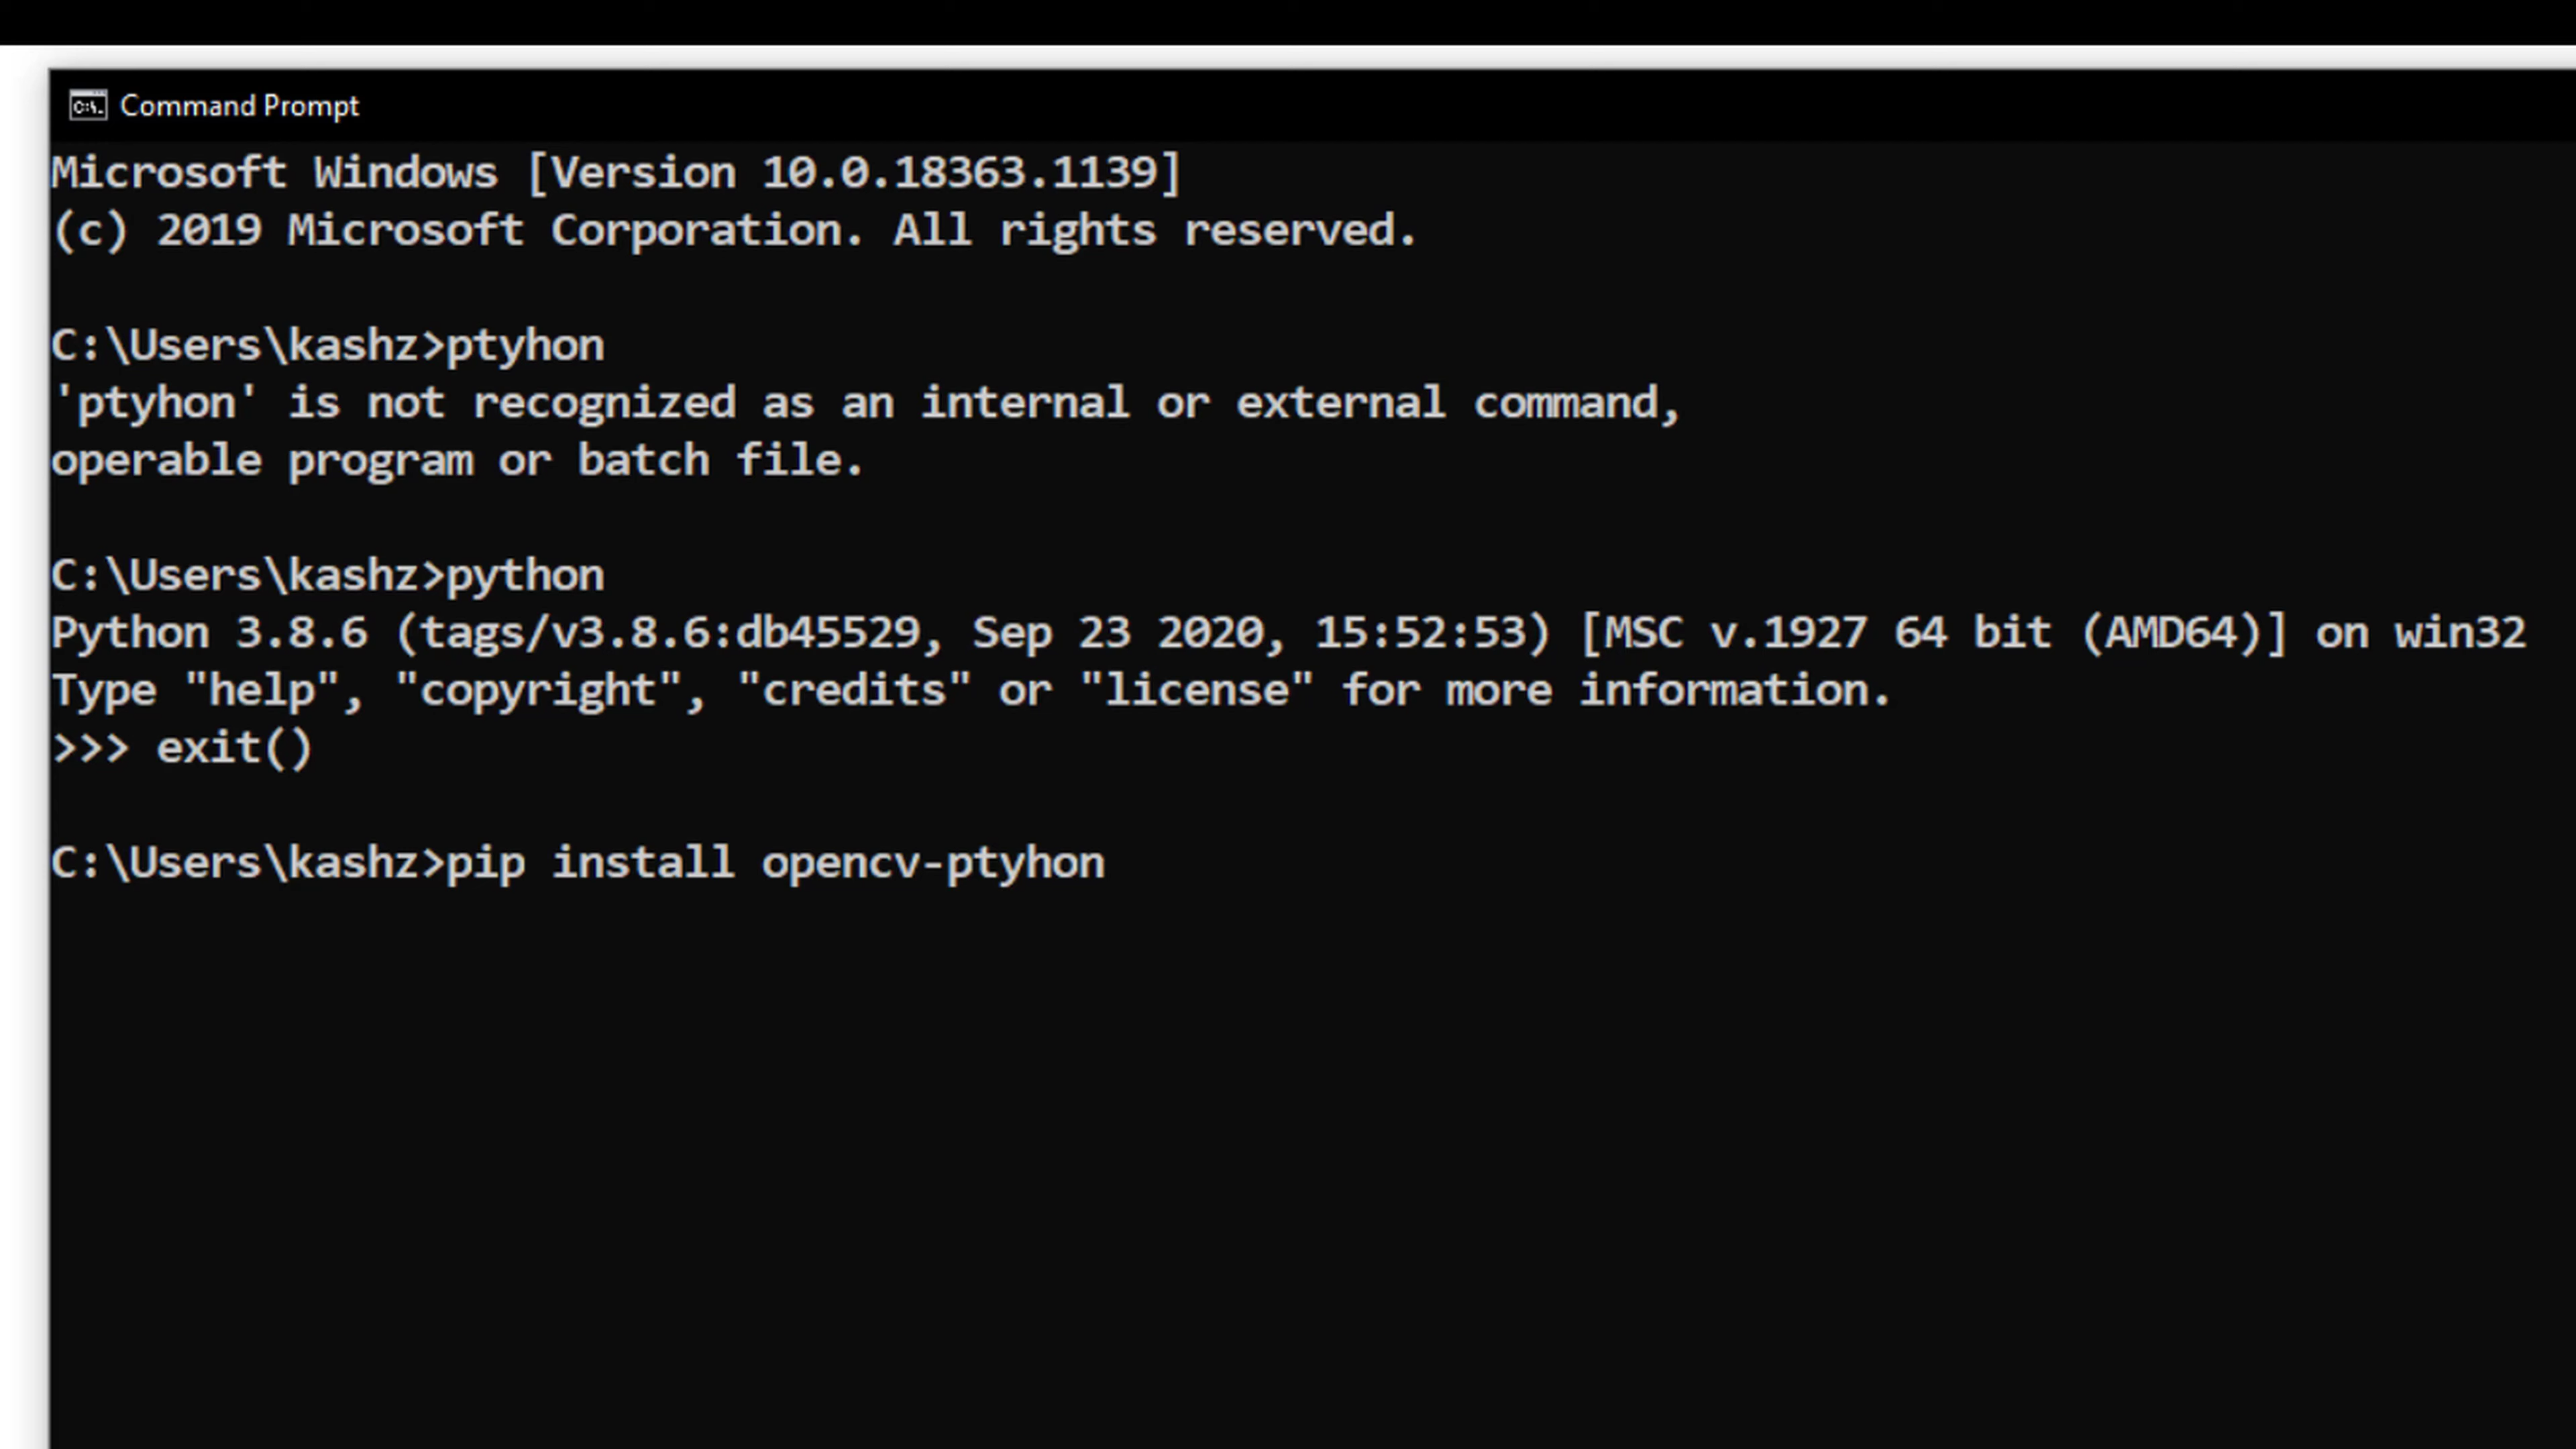 Command Prompt
Microsoft Windows [Version 10.0.18363.1139]
(c) 2019 Microsoft Corporation. All rights reserved.
C:\Users\kashz>ptyhon
'ptyhon' is not recognized as an internal or external command,
operable program or batch file.
C:\Users\kashz>python
Python 3.8.6 (tags/v3.8.6:db45529, Sep 23 2020, 15:52:53) [MSC v.1927 64 bit (AMD64)] on win32
Type "help", "copyright", "credits" or "license" for more information.
>>> exit()
C:\Users\kashz>pip install opencv-ptyhon